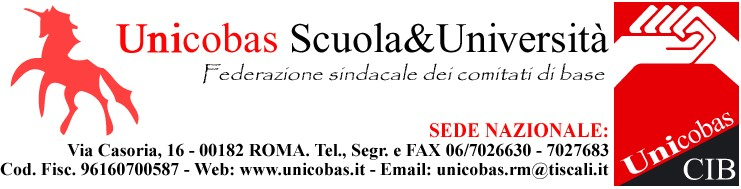 Unicobas Scuola&Università
Federazione sindacale dei comitati di base
SEDE NAZIONALE:
Via Casoria, 16 - 00182 ROMA. Tel., Segr. e FAX 06/7026630 - 7027683
Cod. Fisc. 96160700587 - Web: www.unicobas.it - Email: unicobas.rm@tiscali.it
Unicobas
CIB